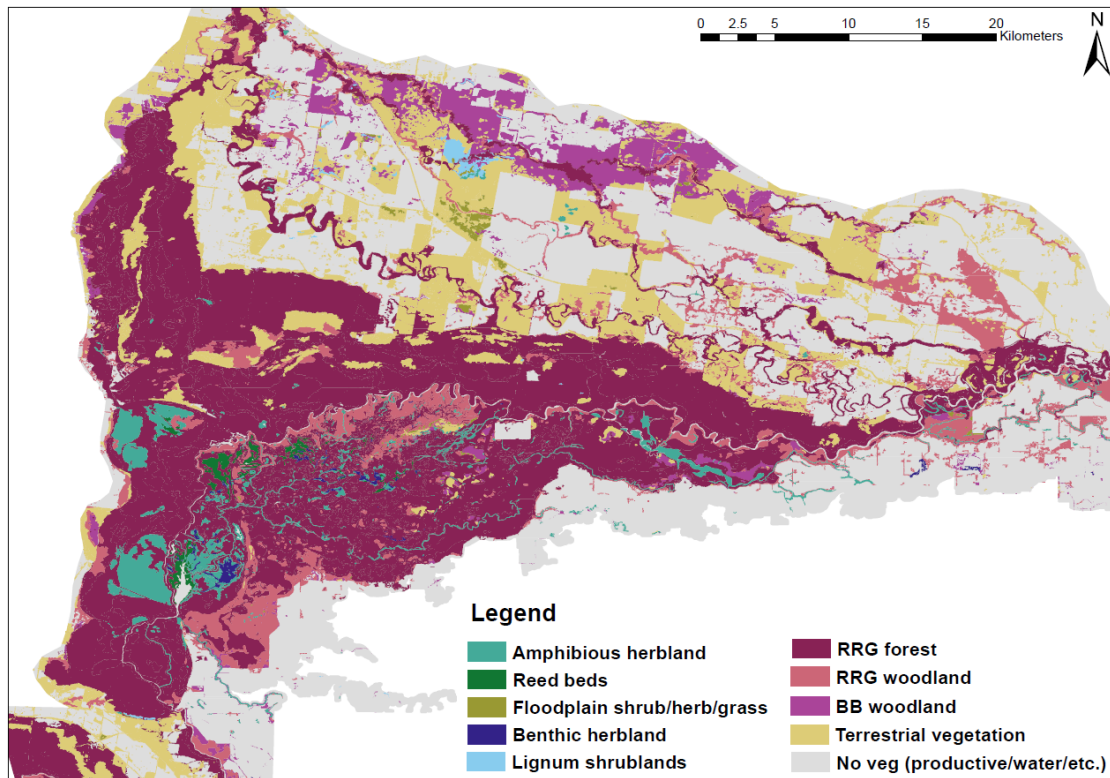 0 2.5 5 10 15 20
Kilometers
N
Legend
Amphibious herbland
Reed beds
Floodplain shrub/herb/grass
Benthic herbland
Lignum shrublands
RRG forest
RRG woodland
BB woodland
Terrestrial vegetation
No veg (productive/water/etc.)